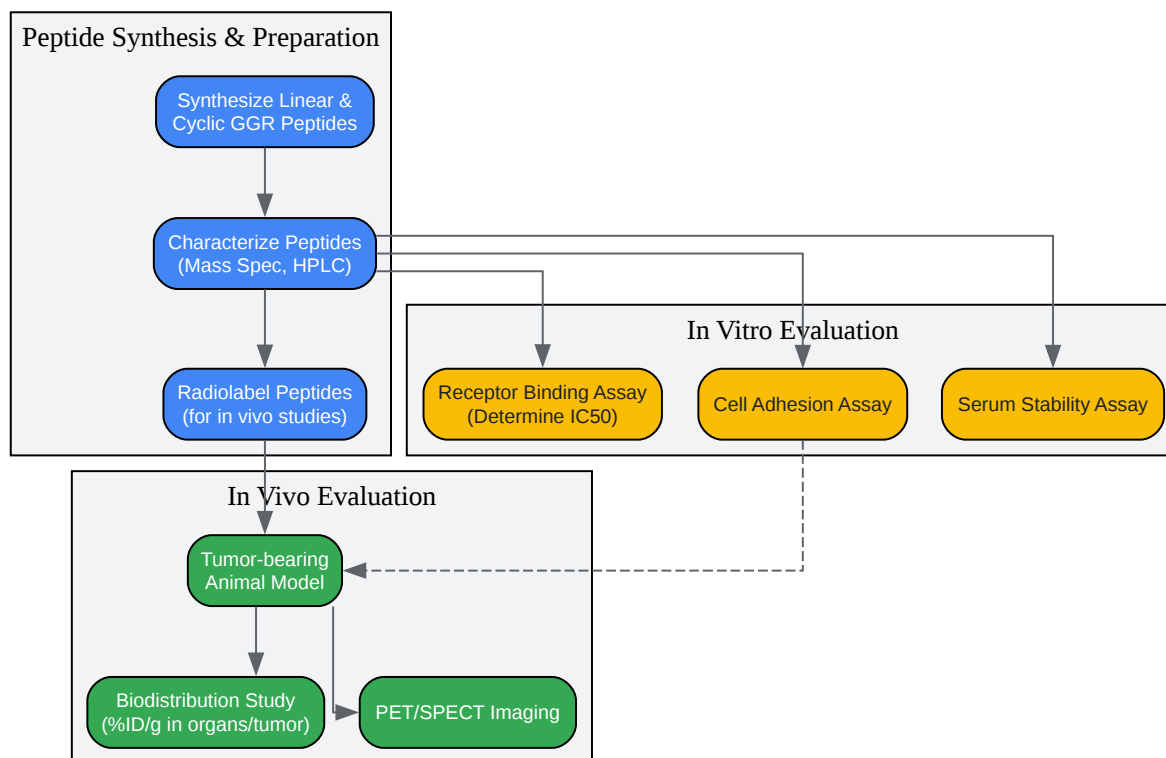 Peptide Synthesis & Preparation
Synthesize Linear &
Cyclic GGR Peptides
Characterize Peptides
(Mass Spec, HPLC)
Radiolabel Peptides
(for in vivo studies)
In Vitro Evaluation
Receptor Binding Assay
(Determine IC50)
Cell Adhesion Assay
Serum Stability Assay
In Vivo Evaluation
Tumor-bearing
Animal Model
Biodistribution Study
(%ID/g in organs/tumor)
PET/SPECT Imaging